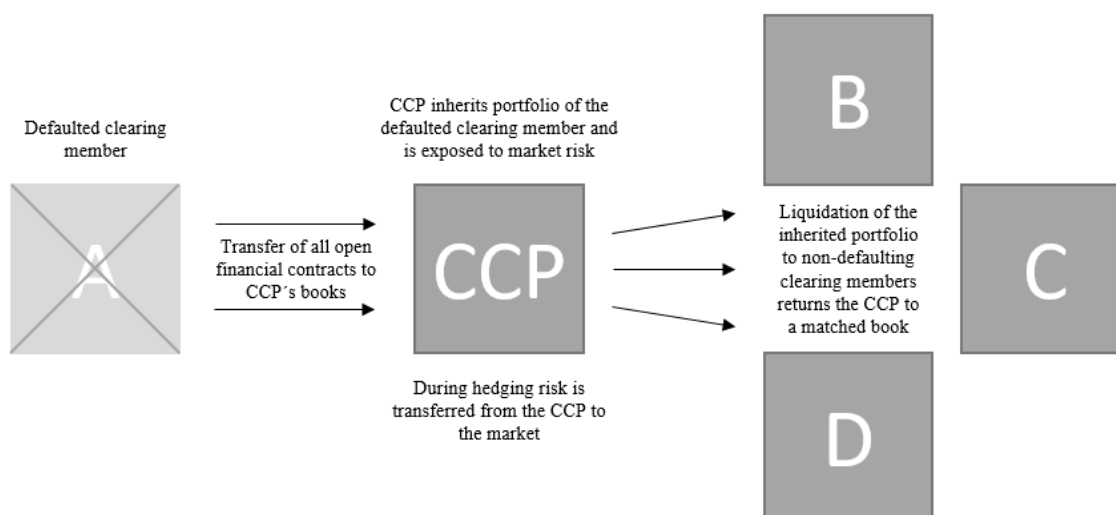 Defaulted clearing
member
A
Transfer of all open
financial contracts to
CCP´s books
CCP inherits portfolio of the
defaulted clearing member and
is exposed to market risk
CCP
During hedging risk is
transferred from the CCP to
the market
B
Liquidation of the
inherited portfolio
to non-defaulting
clearing members
returns the CCP to
a matched book
C
D